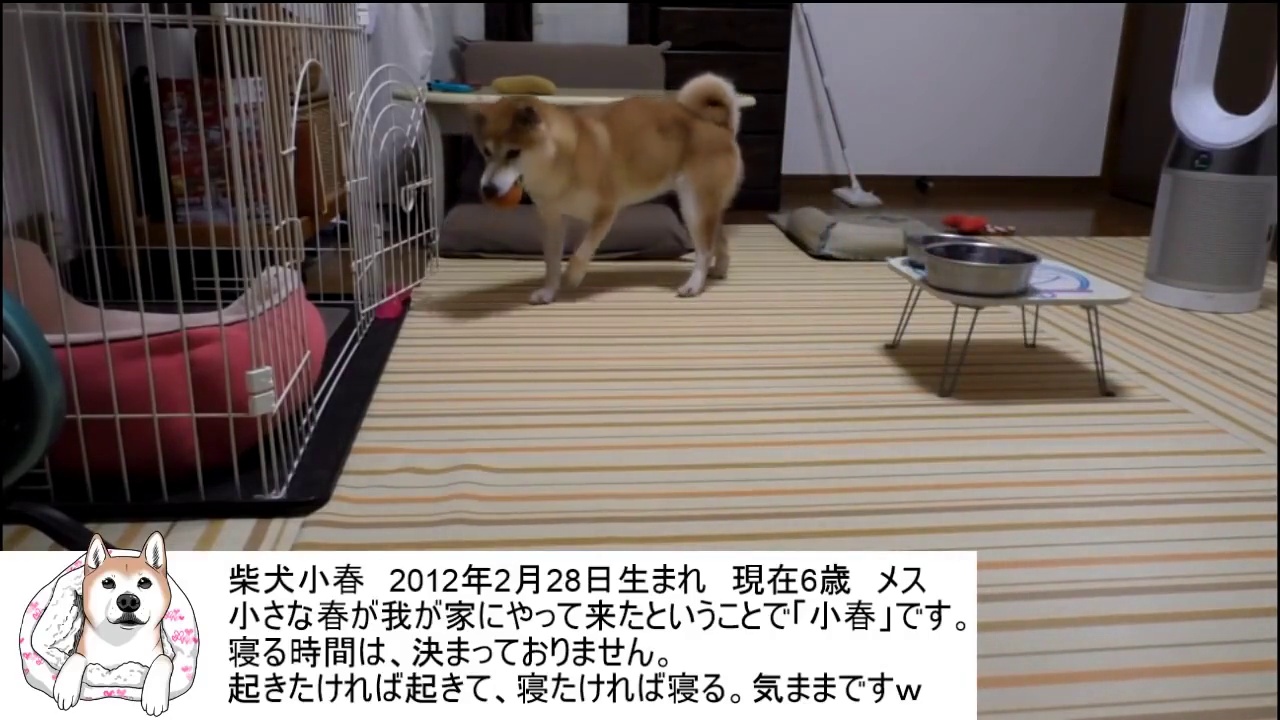 柴犬小春　2012年2月28日生まれ　現在6歳　メス
小さな春が我が家にやって来たということで「小春」です。
寝る時間は、決まっておりません。
起きたければ起きて、寝たければ寝る。気ままですｗ